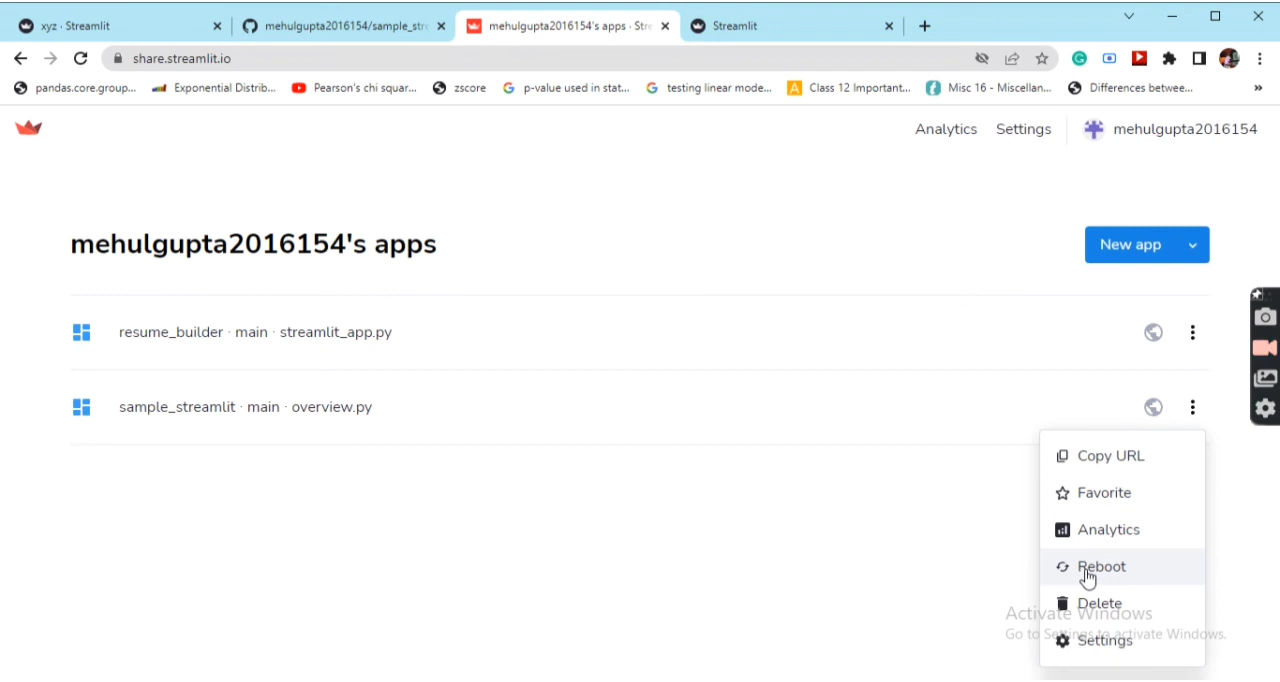 xyz · Streamlit
mehulgupta2016154/sample_stre
mehulgupta2016154's apps · Stre
Streamlit
share.streamlit.io
pandas.core.group...
Exponential Distrib...
Pearson's chi squar...
zscore
p-value used in stat...
testing linear mode...
Class 12 Important...
Misc 16 - Miscellan...
Differences betwee...
»
Analytics
Settings
mehulgupta2016154
mehulgupta2016154's apps
New app
resume_builder · main · streamlit_app.py
sample_streamlit · main · overview.py
Copy URL
Favorite
Analytics
Reboot
Delete
Settings
Activate Windows
Go to Settings to activate Windows.